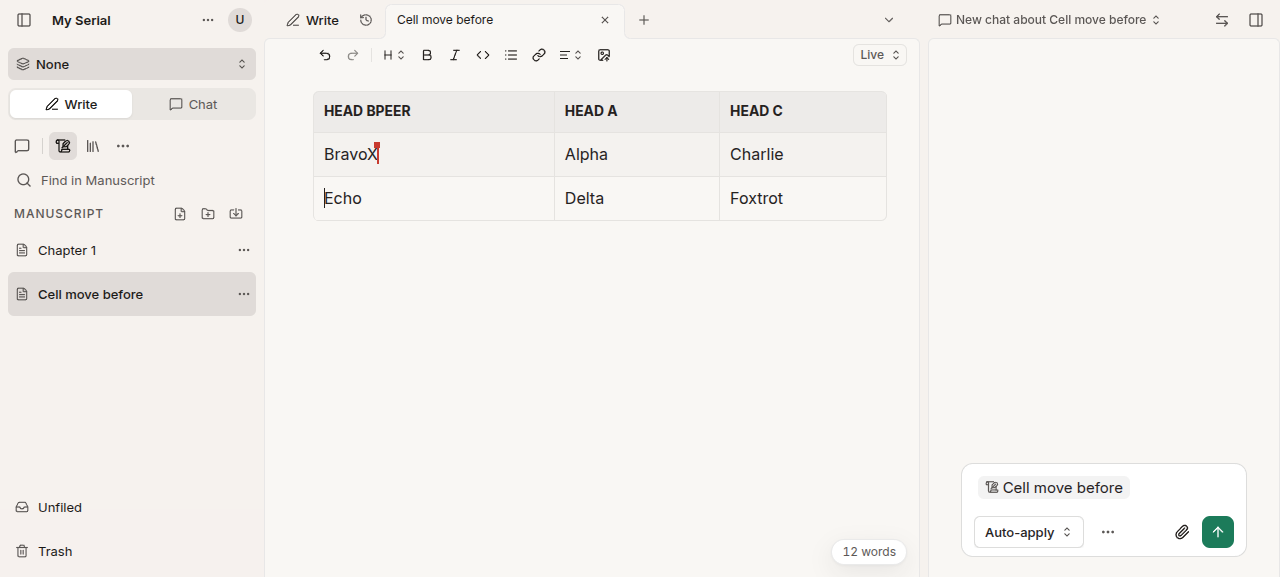 My Serial
U
None
Write
Chat
Find in Manuscript
MANUSCRIPT
Chapter 1
Cell move before
Unfiled
Trash
Write
Cell move before
H
B
I
Live
HEAD BPEER HEAD A HEAD C
BravoX Alpha Charlie
Echo Delta Foxtrot
12 words
New chat about Cell move before
Cell move before
Auto-apply